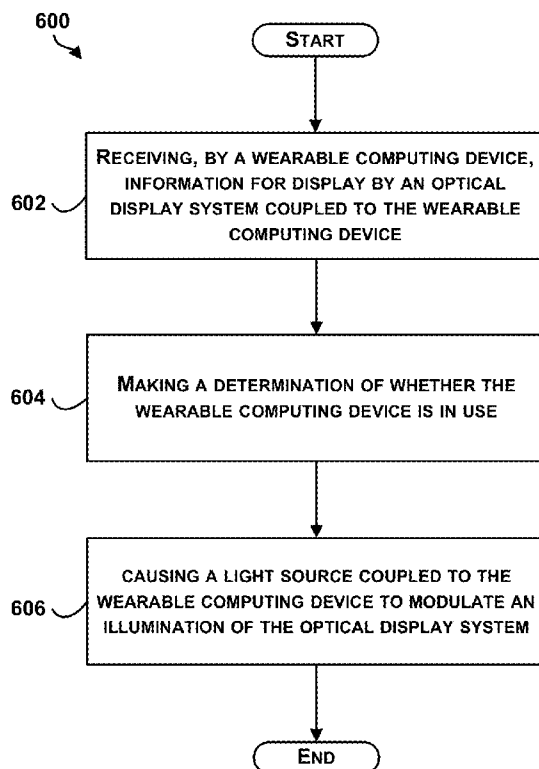 600
START
602
RECEIVING, BY A WEARABLE COMPUTING DEVICE,
INFORMATION FOR DISPLAY BY AN OPTICAL
DISPLAY SYSTEM COUPLED TO THE WEARABLE
COMPUTING DEVICE
604
MAKING A DETERMINATION OF WHETHER THE
WEARABLE COMPUTING DEVICE IS IN USE
606
CAUSING A LIGHT SOURCE COUPLED TO THE
WEARABLE COMPUTING DEVICE TO MODULATE AN
ILLUMINATION OF THE OPTICAL DISPLAY SYSTEM
END